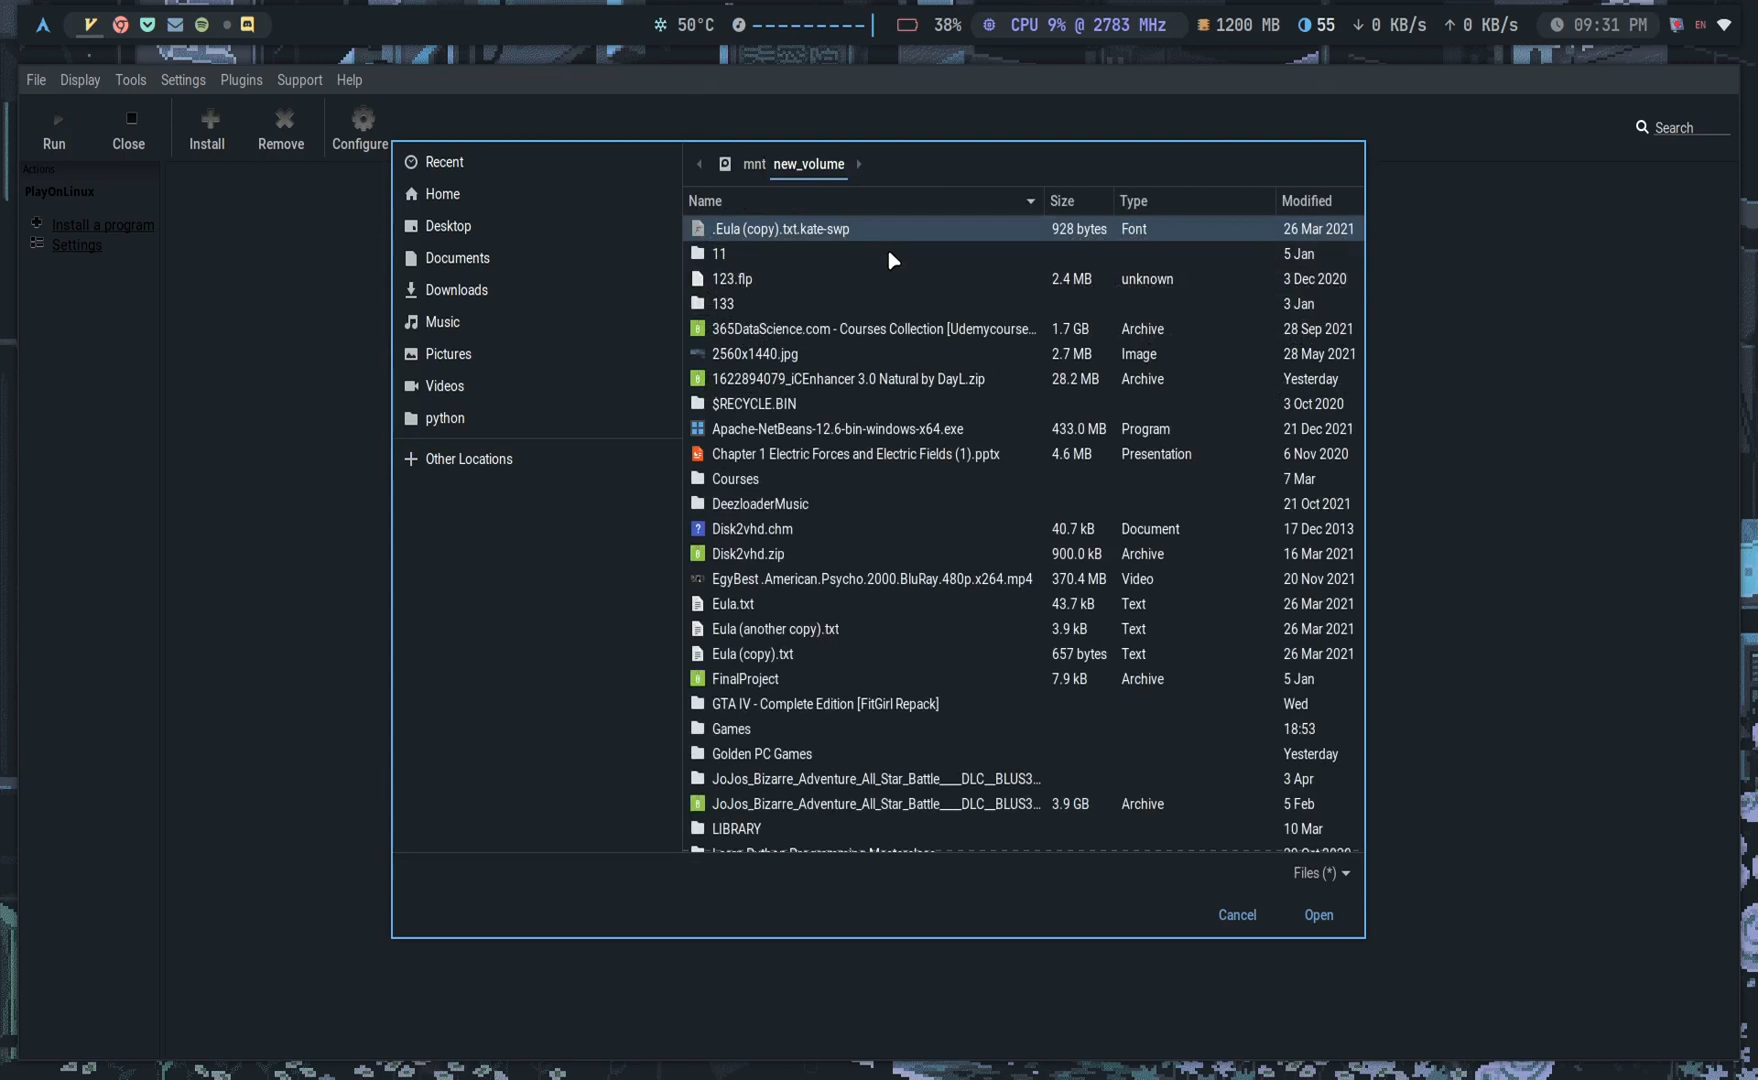 50°C 38% CPU 9% @ 2783 MHz 1200 MB 55 ↓ 0 KB/s ↑ 0 KB/s 09:31 PM EN
File Display Tools Settings Plugins Support Help
Run Close Install Remove Configure Search
Actions
PlayOnLinux
Install a program
Settings
Recent
Home
Desktop
Documents
Downloads
Music
Pictures
Videos
python
Other Locations
mnt new_volume
Name Size Type Modified
.Eula (copy).txt.kate-swp 928 bytes Font 26 Mar 2021
11 5 Jan
123.flp 2.4 MB unknown 3 Dec 2020
133 3 Jan
365DataScience.com - Courses Collection [Udemycourse... 1.7 GB Archive 28 Sep 2021
2560x1440.jpg 2.7 MB Image 28 May 2021
1622894079_iCEnhancer 3.0 Natural by DayL.zip 28.2 MB Archive Yesterday
$RECYCLE.BIN 3 Oct 2020
Apache-NetBeans-12.6-bin-windows-x64.exe 433.0 MB Program 21 Dec 2021
Chapter 1 Electric Forces and Electric Fields (1).pptx 4.6 MB Presentation 6 Nov 2020
Courses 7 Mar
DeezloaderMusic 21 Oct 2021
Disk2vhd.chm 40.7 kB Document 17 Dec 2013
Disk2vhd.zip 900.0 kB Archive 16 Mar 2021
EgyBest.American.Psycho.2000.BluRay.480p.x264.mp4 370.4 MB Video 20 Nov 2021
Eula.txt 43.7 kB Text 26 Mar 2021
Eula (another copy).txt 3.9 kB Text 26 Mar 2021
Eula (copy).txt 657 bytes Text 26 Mar 2021
FinalProject 7.9 kB Archive 5 Jan
GTA IV - Complete Edition [FitGirl Repack] Wed
Games 18:53
Golden PC Games Yesterday
JoJos_Bizarre_Adventure_All_Star_Battle___DLC__BLUS3... 3 Apr
JoJos_Bizarre_Adventure_All_Star_Battle___DLC__BLUS3... 3.9 GB Archive 5 Feb
LIBRARY 10 Mar
Files (*)
Cancel Open